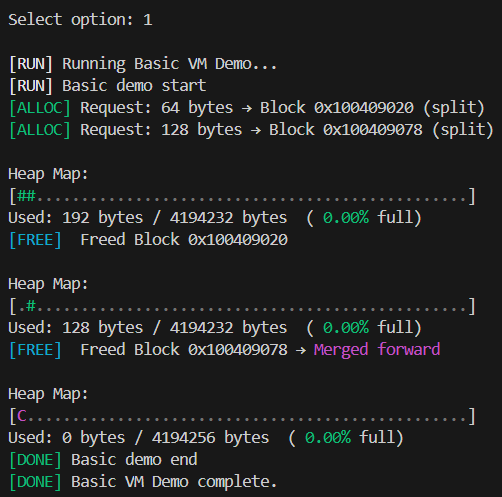 Select option: 1
[RUN] Running Basic VM Demo...
[RUN] Basic demo start
[ALLOC] Request: 64 bytes → Block 0x100409020 (split)
[ALLOC] Request: 128 bytes → Block 0x100409078 (split)
Heap Map:
[##................................................]
Used: 192 bytes / 4194232 bytes  ( 0.00% full)
[FREE]  Freed Block 0x100409020
Heap Map:
[.#................................................]
Used: 128 bytes / 4194232 bytes  ( 0.00% full)
[FREE]  Freed Block 0x100409078 → Merged forward
Heap Map:
[C.................................................]
Used: 0 bytes / 4194256 bytes  ( 0.00% full)
[DONE] Basic demo end
[DONE] Basic VM Demo complete.